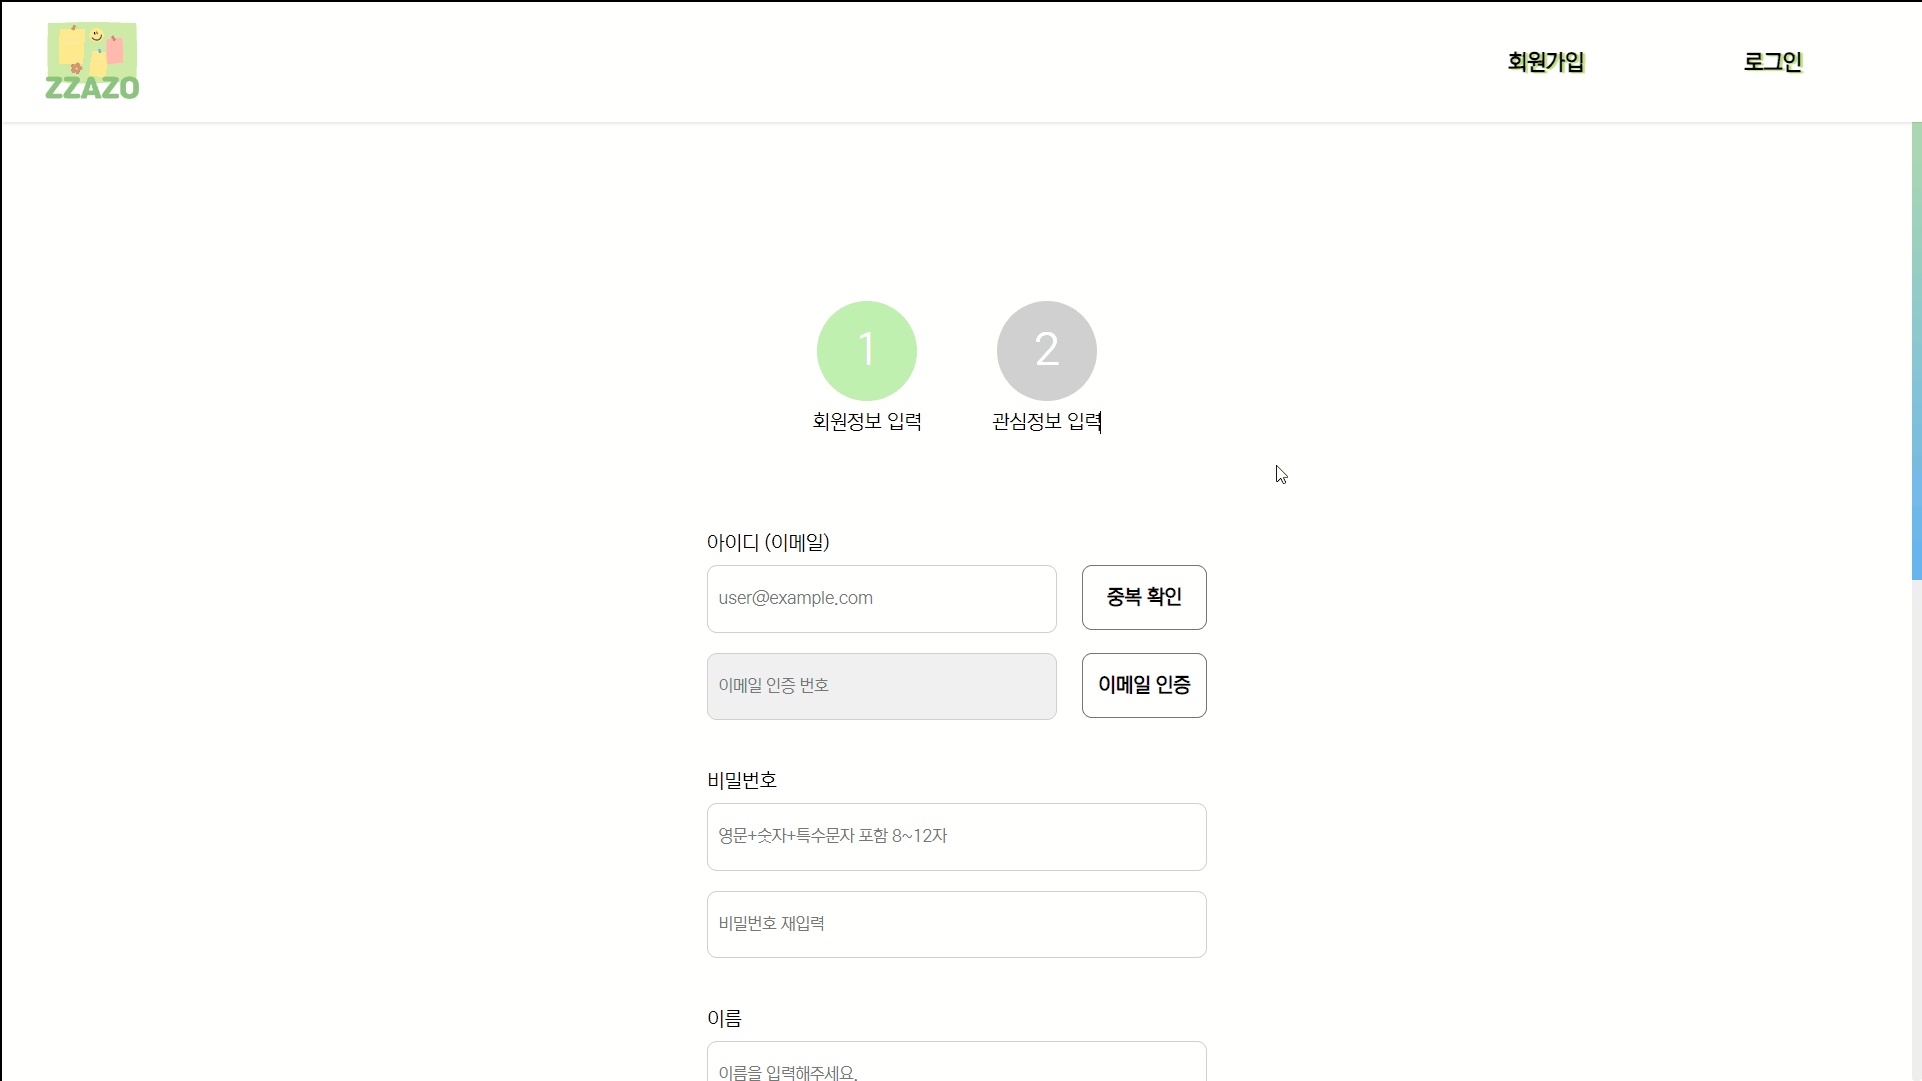 ZZAZO
회원가입
로그인
1
2
회원정보 입력
관심정보 입력
아이디 (이메일)
user@example.com
중복 확인
이메일 인증 번호
이메일 인증
비밀번호
영문+숫자+특수문자 포함 8~12자
비밀번호 재입력
이름
이름을 입력해주세요.